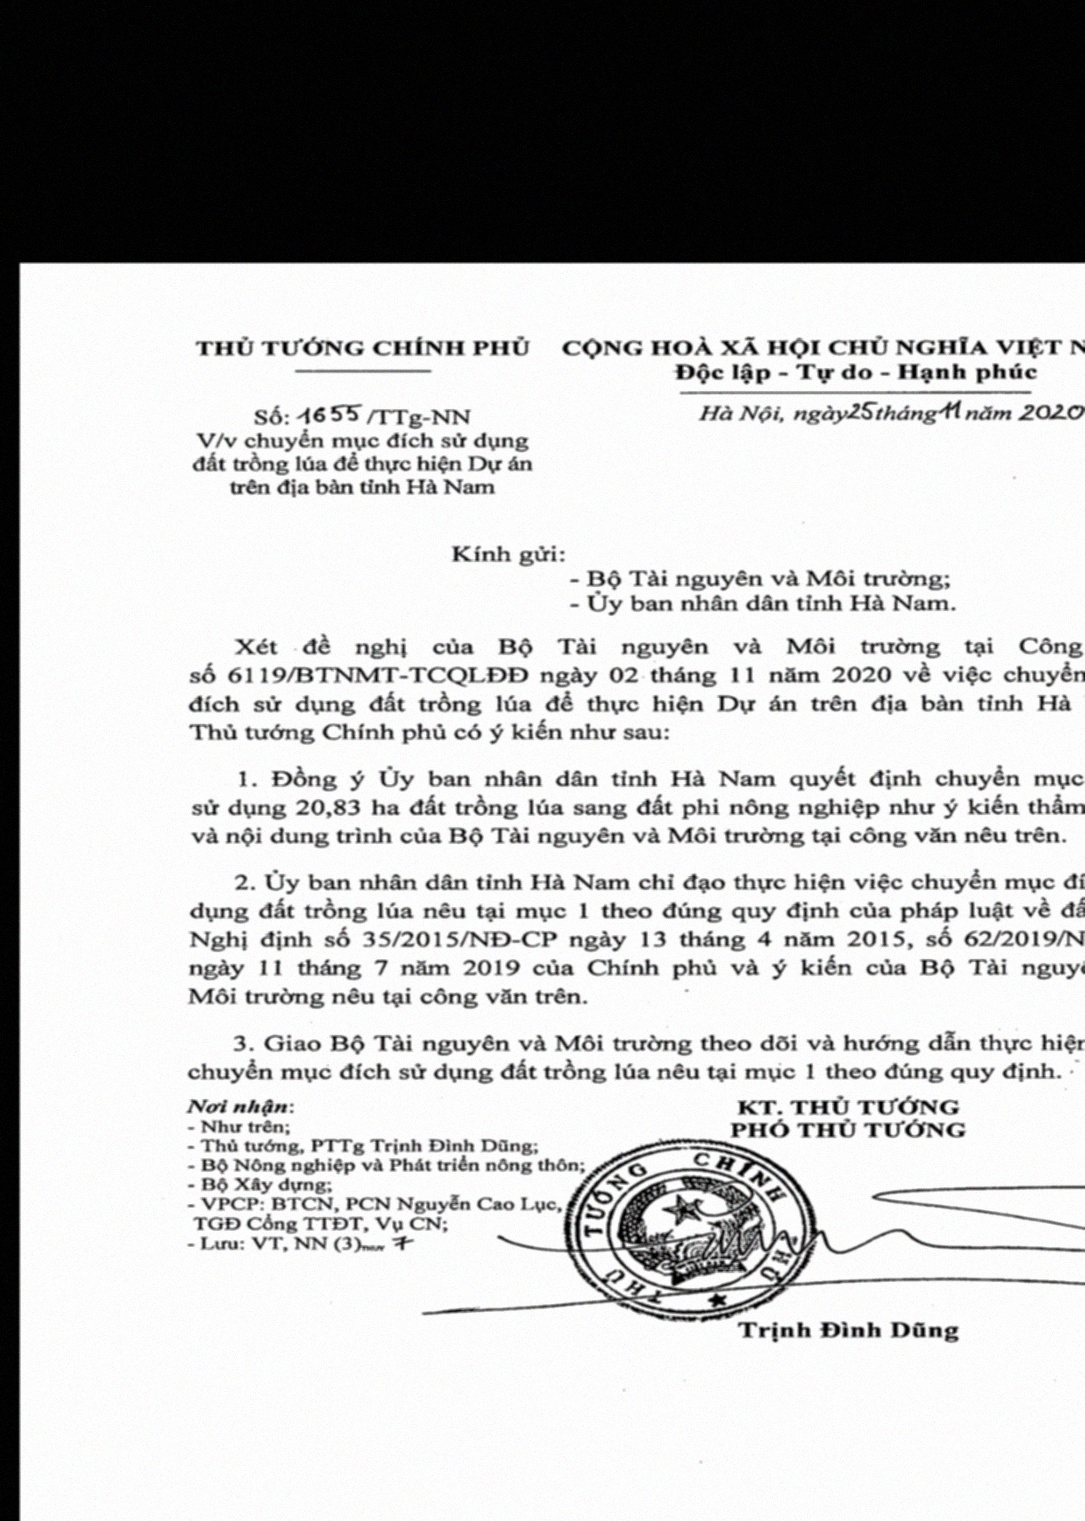 THỦ TƯỚNG CHÍNH PHỦ
CỘNG HOÀ XÃ HỘI CHỦ NGHĨA VIỆT N
Độc lập - Tự do - Hạnh phúc
Số: 1655/TTg-NN
Hà Nội, ngày 25 tháng 11 năm 2020
V/v chuyển mục đích sử dụng
đất trồng lúa để thực hiện Dự án
trên địa bàn tỉnh Hà Nam
Kính gửi:
- Bộ Tài nguyên và Môi trường;
- Ủy ban nhân dân tỉnh Hà Nam.
Xét đề nghị của Bộ Tài nguyên và Môi trường tại Công
số 6119/BTNMT-TCQLĐĐ ngày 02 tháng 11 năm 2020 về việc chuyển
đích sử dụng đất trồng lúa để thực hiện Dự án trên địa bàn tỉnh Hà
Thủ tướng Chính phủ có ý kiến như sau:
1. Đồng ý Ủy ban nhân dân tỉnh Hà Nam quyết định chuyển mục
sử dụng 20,83 ha đất trồng lúa sang đất phi nông nghiệp như ý kiến thẩm
và nội dung trình của Bộ Tài nguyên và Môi trường tại công văn nêu trên.
2. Ủy ban nhân dân tỉnh Hà Nam chỉ đạo thực hiện việc chuyển mục đí
dụng đất trồng lúa nêu tại mục 1 theo đúng quy định của pháp luật về đấ
Nghị định số 35/2015/NĐ-CP ngày 13 tháng 4 năm 2015, số 62/2019/N
ngày 11 tháng 7 năm 2019 của Chính phủ và ý kiến của Bộ Tài nguyê
Môi trường nêu tại công văn trên.
3. Giao Bộ Tài nguyên và Môi trường theo dõi và hướng dẫn thực hiện
chuyển mục đích sử dụng đất trồng lúa nêu tại mục 1 theo đúng quy định.
Nơi nhận:
- Như trên;
- Thủ tướng, PTTg Trịnh Đình Dũng;
- Bộ Nông nghiệp và Phát triển nông thôn;
- Bộ Xây dựng;
- VPCP: BTCN, PCN Nguyễn Cao Lục,
TGĐ Cổng TTĐT, Vụ CN;
- Lưu: VT, NN (3)
KT. THỦ TƯỚNG
PHÓ THỦ TƯỚNG
THỦ TƯỚNG CHÍNH PHỦ
Trịnh Đình Dũng